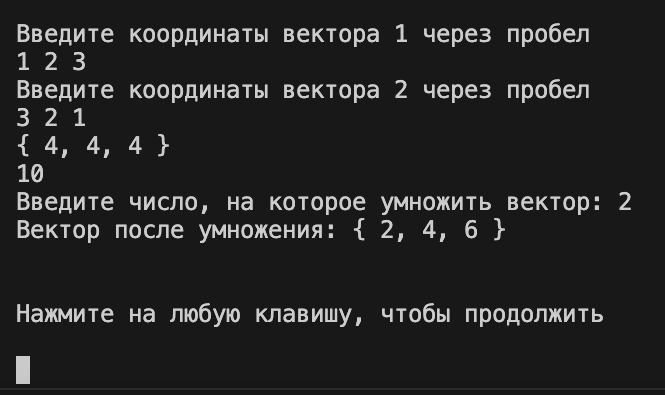 Введите координаты вектора 1 через пробел
1 2 3
Введите координаты вектора 2 через пробел
3 2 1
{ 4, 4, 4 }
10
Введите число, на которое умножить вектор: 2
Вектор после умножения: { 2, 4, 6 }
Нажмите на любую клавишу, чтобы продолжить